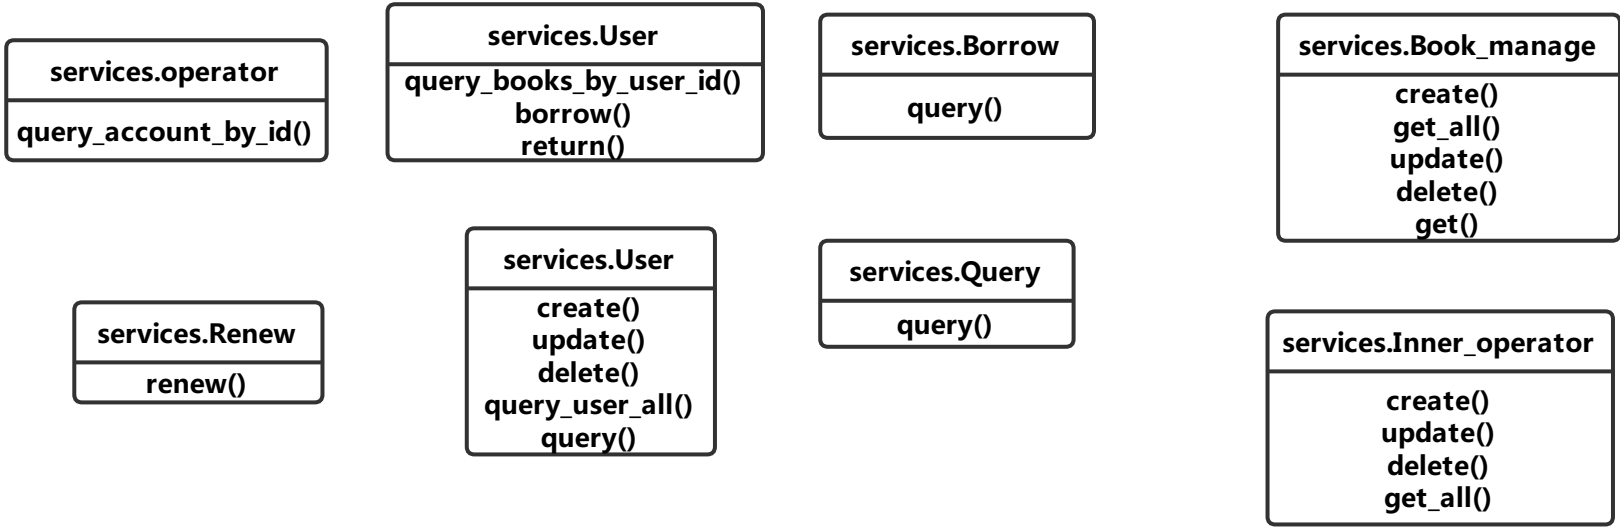 services.operator
query_account_by_id()
services.User
query_books_by_user_id()
borrow()
return()
services.Borrow
query()
services.Book_manage
create()
get_all()
update()
delete()
get()
services.Renew
renew()
services.User
create()
update()
delete()
query_user_all()
query()
services.Query
query()
services.Inner_operator
create()
update()
delete()
get_all()